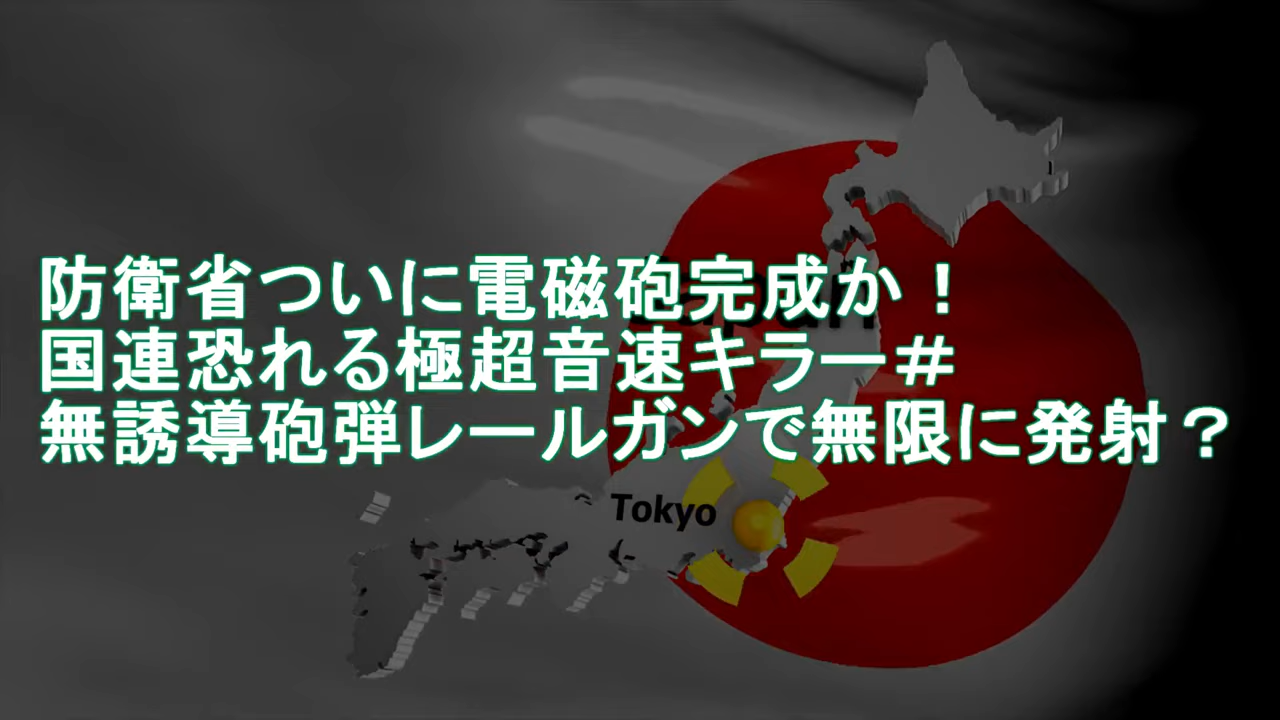 防衛省ついに電磁砲完成か！
国連恐れる極超音速キラー＃
無誘導砲弾レールガンで無限に発射？
Tokyo